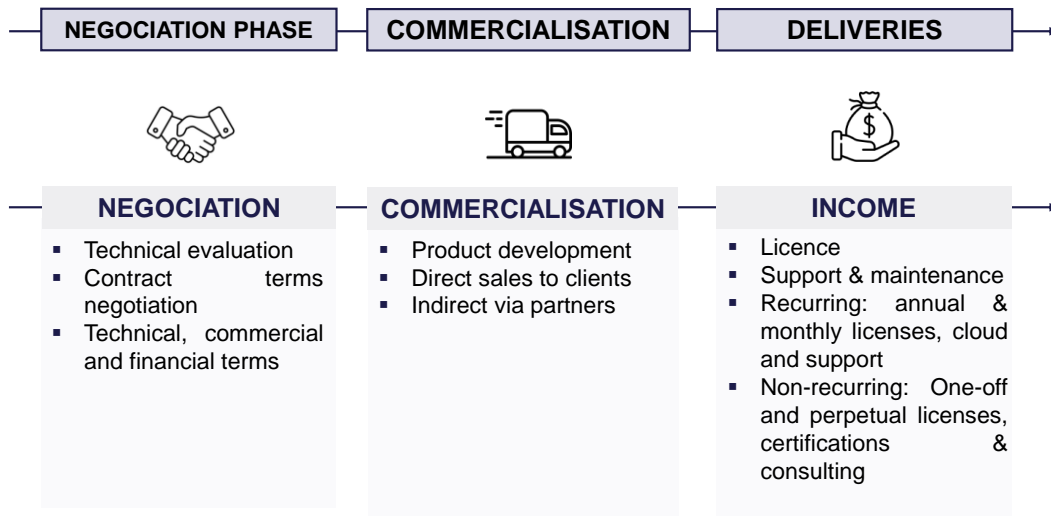 NEGOCIATION PHASE
COMMERCIALISATION
DELIVERIES
$
NEGOCIATION
▪ Technical evaluation
▪ Contract terms
negotiation
▪ Technical, commercial
and financial terms
COMMERCIALISATION
▪ Product development
▪ Direct sales to clients
▪ Indirect via partners
INCOME
▪ Licence
▪ Support & maintenance
▪ Recurring: annual &
monthly licenses, cloud
and support
▪ Non-recurring: One-off
and perpetual licenses,
certifications &
consulting